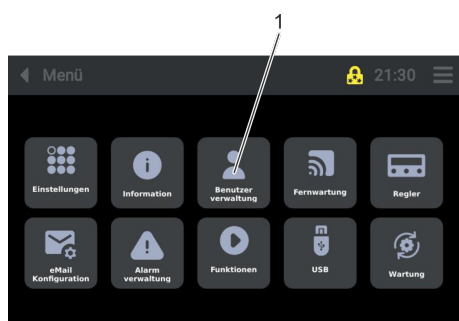 1
Menü 21:30
Einstellungen Information Benutzer verwaltung Fernwartung Regler
eMail Konfiguration Alarm verwaltung Funktionen USB Wartung